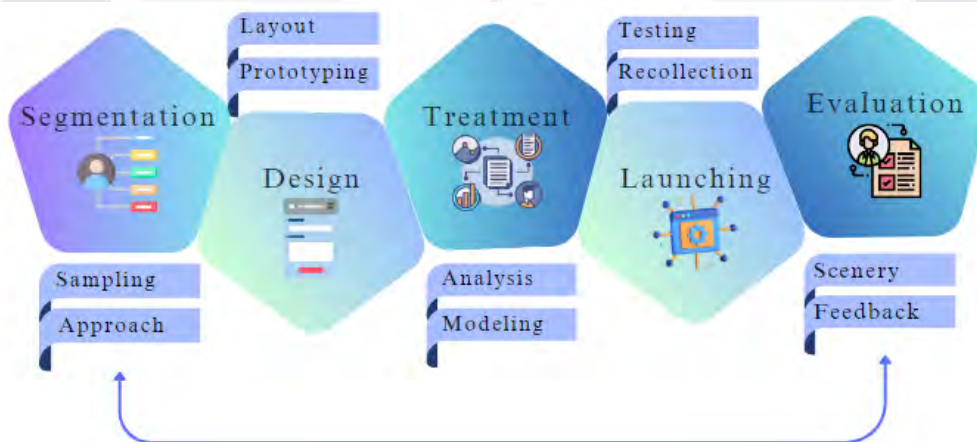 Segmentation
Sampling
Approach
Layout
Prototyping
Design
Treatment
Analysis
Modeling
Testing
Recollection
Launching
Evaluation
Scenery
Feedback